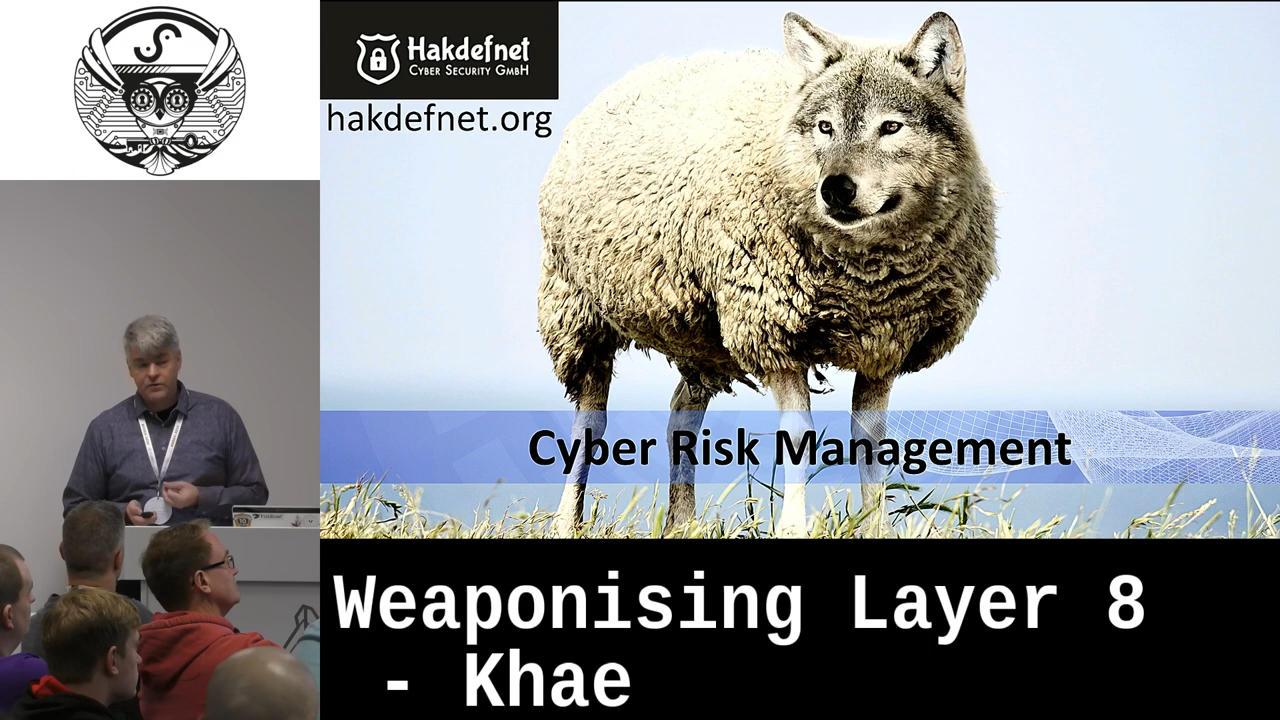 Hakdefnet
Cyber Security GmbH
hakdefnet.org
Cyber Risk Management
Weaponising Layer 8
- Khae